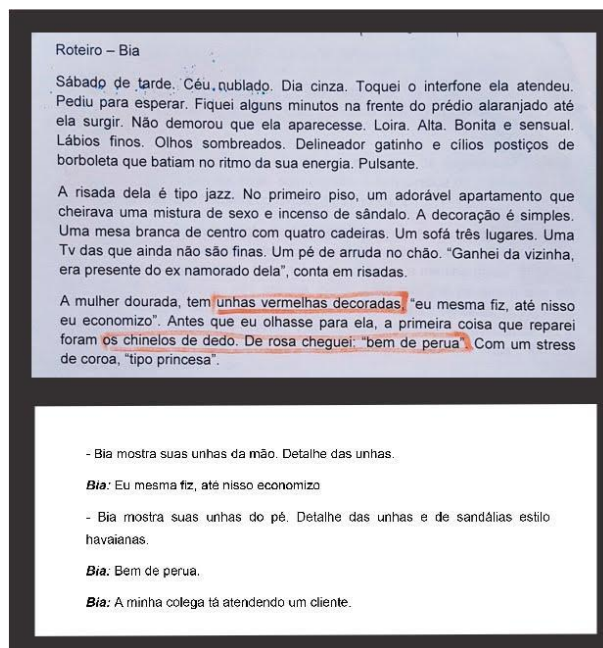 Roteiro – Bia
Sábado de tarde. Céu nublado. Dia cinza. Toquei o interfone ela atendeu.
Pediu para esperar. Fiquei alguns minutos na frente do prédio alaranjado até
ela surgir. Não demorou que ela aparecesse. Loira. Alta. Bonita e sensual.
Lábios finos. Olhos sombreados. Delineador gatinho e cílios postiços de
borboleta que batiam no ritmo da sua energia. Pulsante.
A risada dela é tipo jazz. No primeiro piso, um adorável apartamento que
cheirava uma mistura de sexo e incenso de sândalo. A decoração é simples.
Uma mesa branca de centro com quatro cadeiras. Um sofá três lugares. Uma
Tv das que ainda não são finas. Um pé de arruda no chão. “Ganhei da vizinha,
era presente do ex namorado dela”, conta em risadas.
A mulher dourada, tem unhas vermelhas decoradas, “eu mesma fiz, até nisso
eu economizo”. Antes que eu olhasse para ela, a primeira coisa que reparei
foram os chinelos de dedo. De rosa cheguei: “bem de perua”. Com um stress
de coroa, “tipo princesa”.
- Bia mostra suas unhas da mão. Detalhe das unhas.
Bia: Eu mesma fiz, até nisso economizo
- Bia mostra suas unhas do pé. Detalhe das unhas e de sandálias estilo
havaianas.
Bia: Bem de perua.
Bia: A minha colega tá atendendo um cliente.